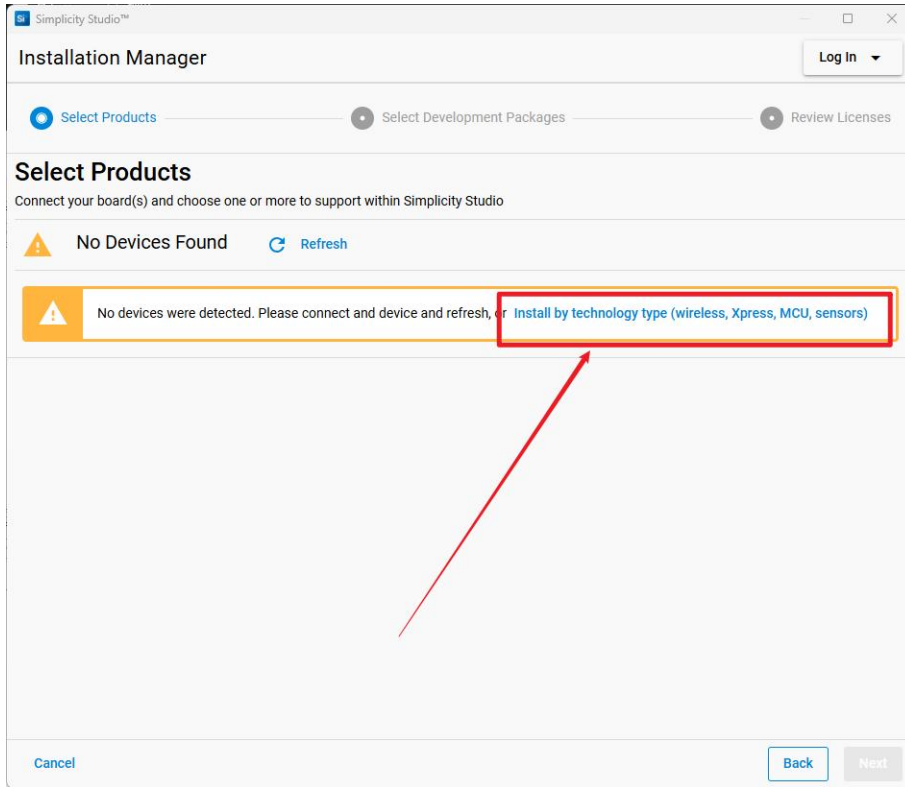 Si Simplicity Studio™
Installation Manager
Log In
Select Products
Select Development Packages
Review Licenses
Select Products
Connect your board(s) and choose one or more to support within Simplicity Studio
No Devices Found
Refresh
No devices were detected. Please connect and device and refresh, or Install by technology type (wireless, Xpress, MCU, sensors)
Cancel
Back
Next